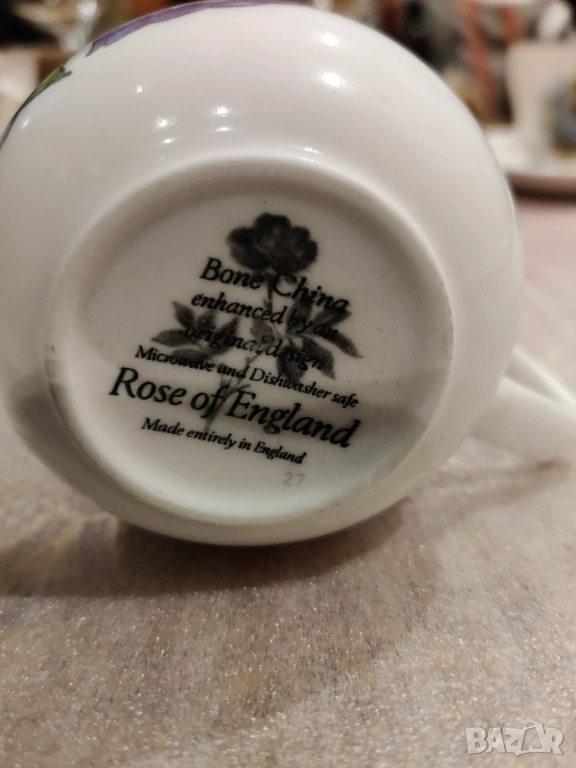 Bone China
enhanced by an
original design
Microwave and Dishwasher safe
Rose of England
Made entirely in England
27
BAZAR